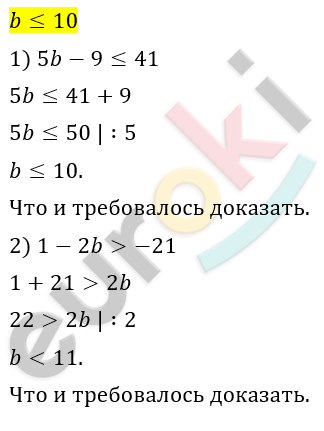 b ≤ 10
1) 5b − 9 ≤ 41
5b ≤ 41 + 9
5b ≤ 50 | : 5
b ≤ 10.
Что и требовалось доказать.
2) 1 − 2b > −21
1 + 21 > 2b
22 > 2b | : 2
b < 11.
Что и требовалось доказать.
euroki